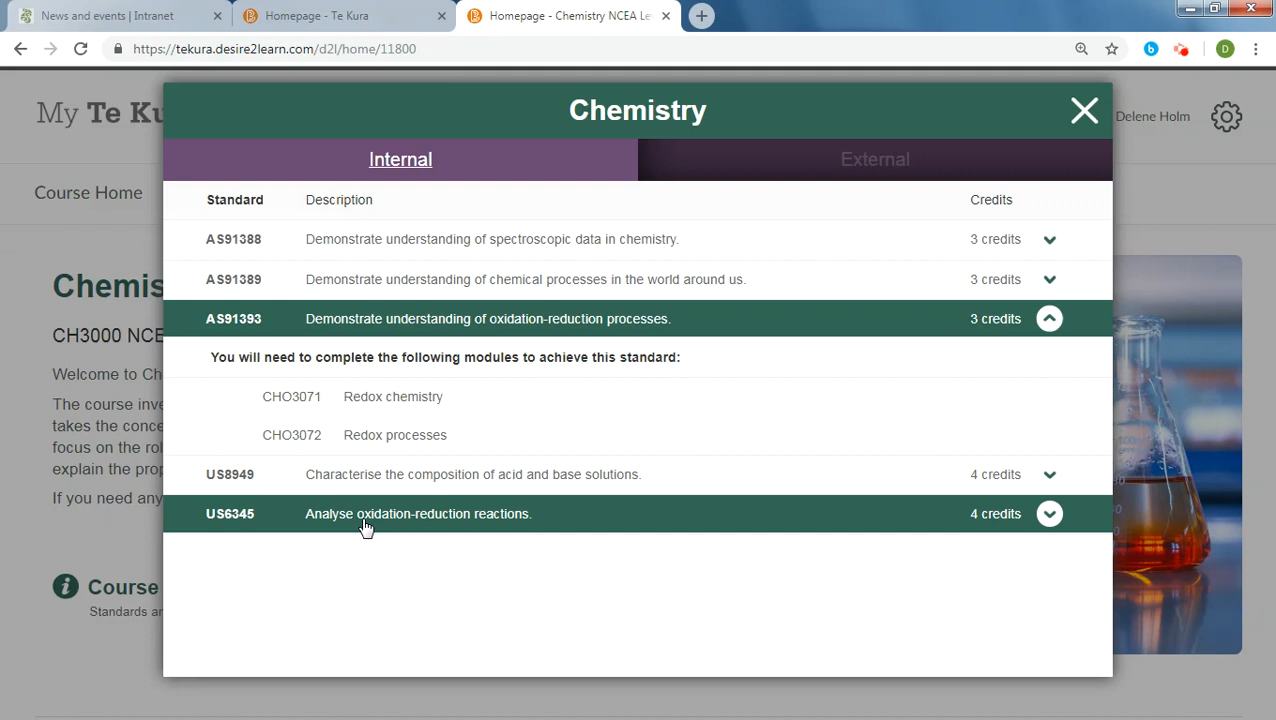 News and events | Intranet
Homepage - Te Kura
Homepage - Chemistry NCEA Le
https://tekura.desire2learn.com/d2l/home/11800
D
My Te Ku
Delene Holm
Course Home
Chemistry
Internal
External
Standard Description Credits
AS91388 Demonstrate understanding of spectroscopic data in chemistry. 3 credits
AS91389 Demonstrate understanding of chemical processes in the world around us. 3 credits
AS91393 Demonstrate understanding of oxidation-reduction processes. 3 credits
You will need to complete the following modules to achieve this standard:
CHO3071 Redox chemistry
CHO3072 Redox processes
US8949 Characterise the composition of acid and base solutions. 4 credits
US6345 Analyse oxidation-reduction reactions. 4 credits
Chemis
CH3000 NCE
Welcome to Ch
The course inve
takes the conce
focus on the rol
explain the prop
If you need any
Course
Standards ar